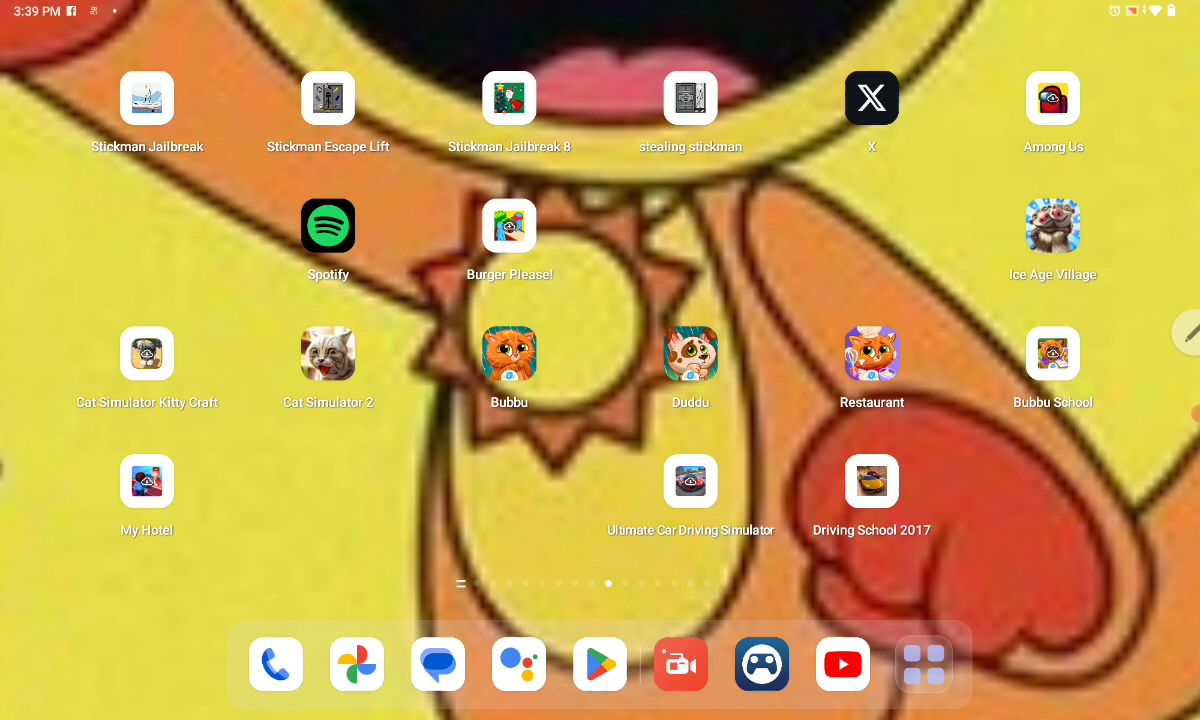 3:39 PM
Stickman Jailbreak
Stickman Escape Lift
Stickman Jailbreak 8
stealing stickman
X
Among Us
Spotify
Burger Please!
Ice Age Village
Cat Simulator Kitty Craft
Cat Simulator 2
Bubbu
Duddu
Restaurant
Bubbu School
My Hotel
Ultimate Car Driving Simulator
Driving School 2017